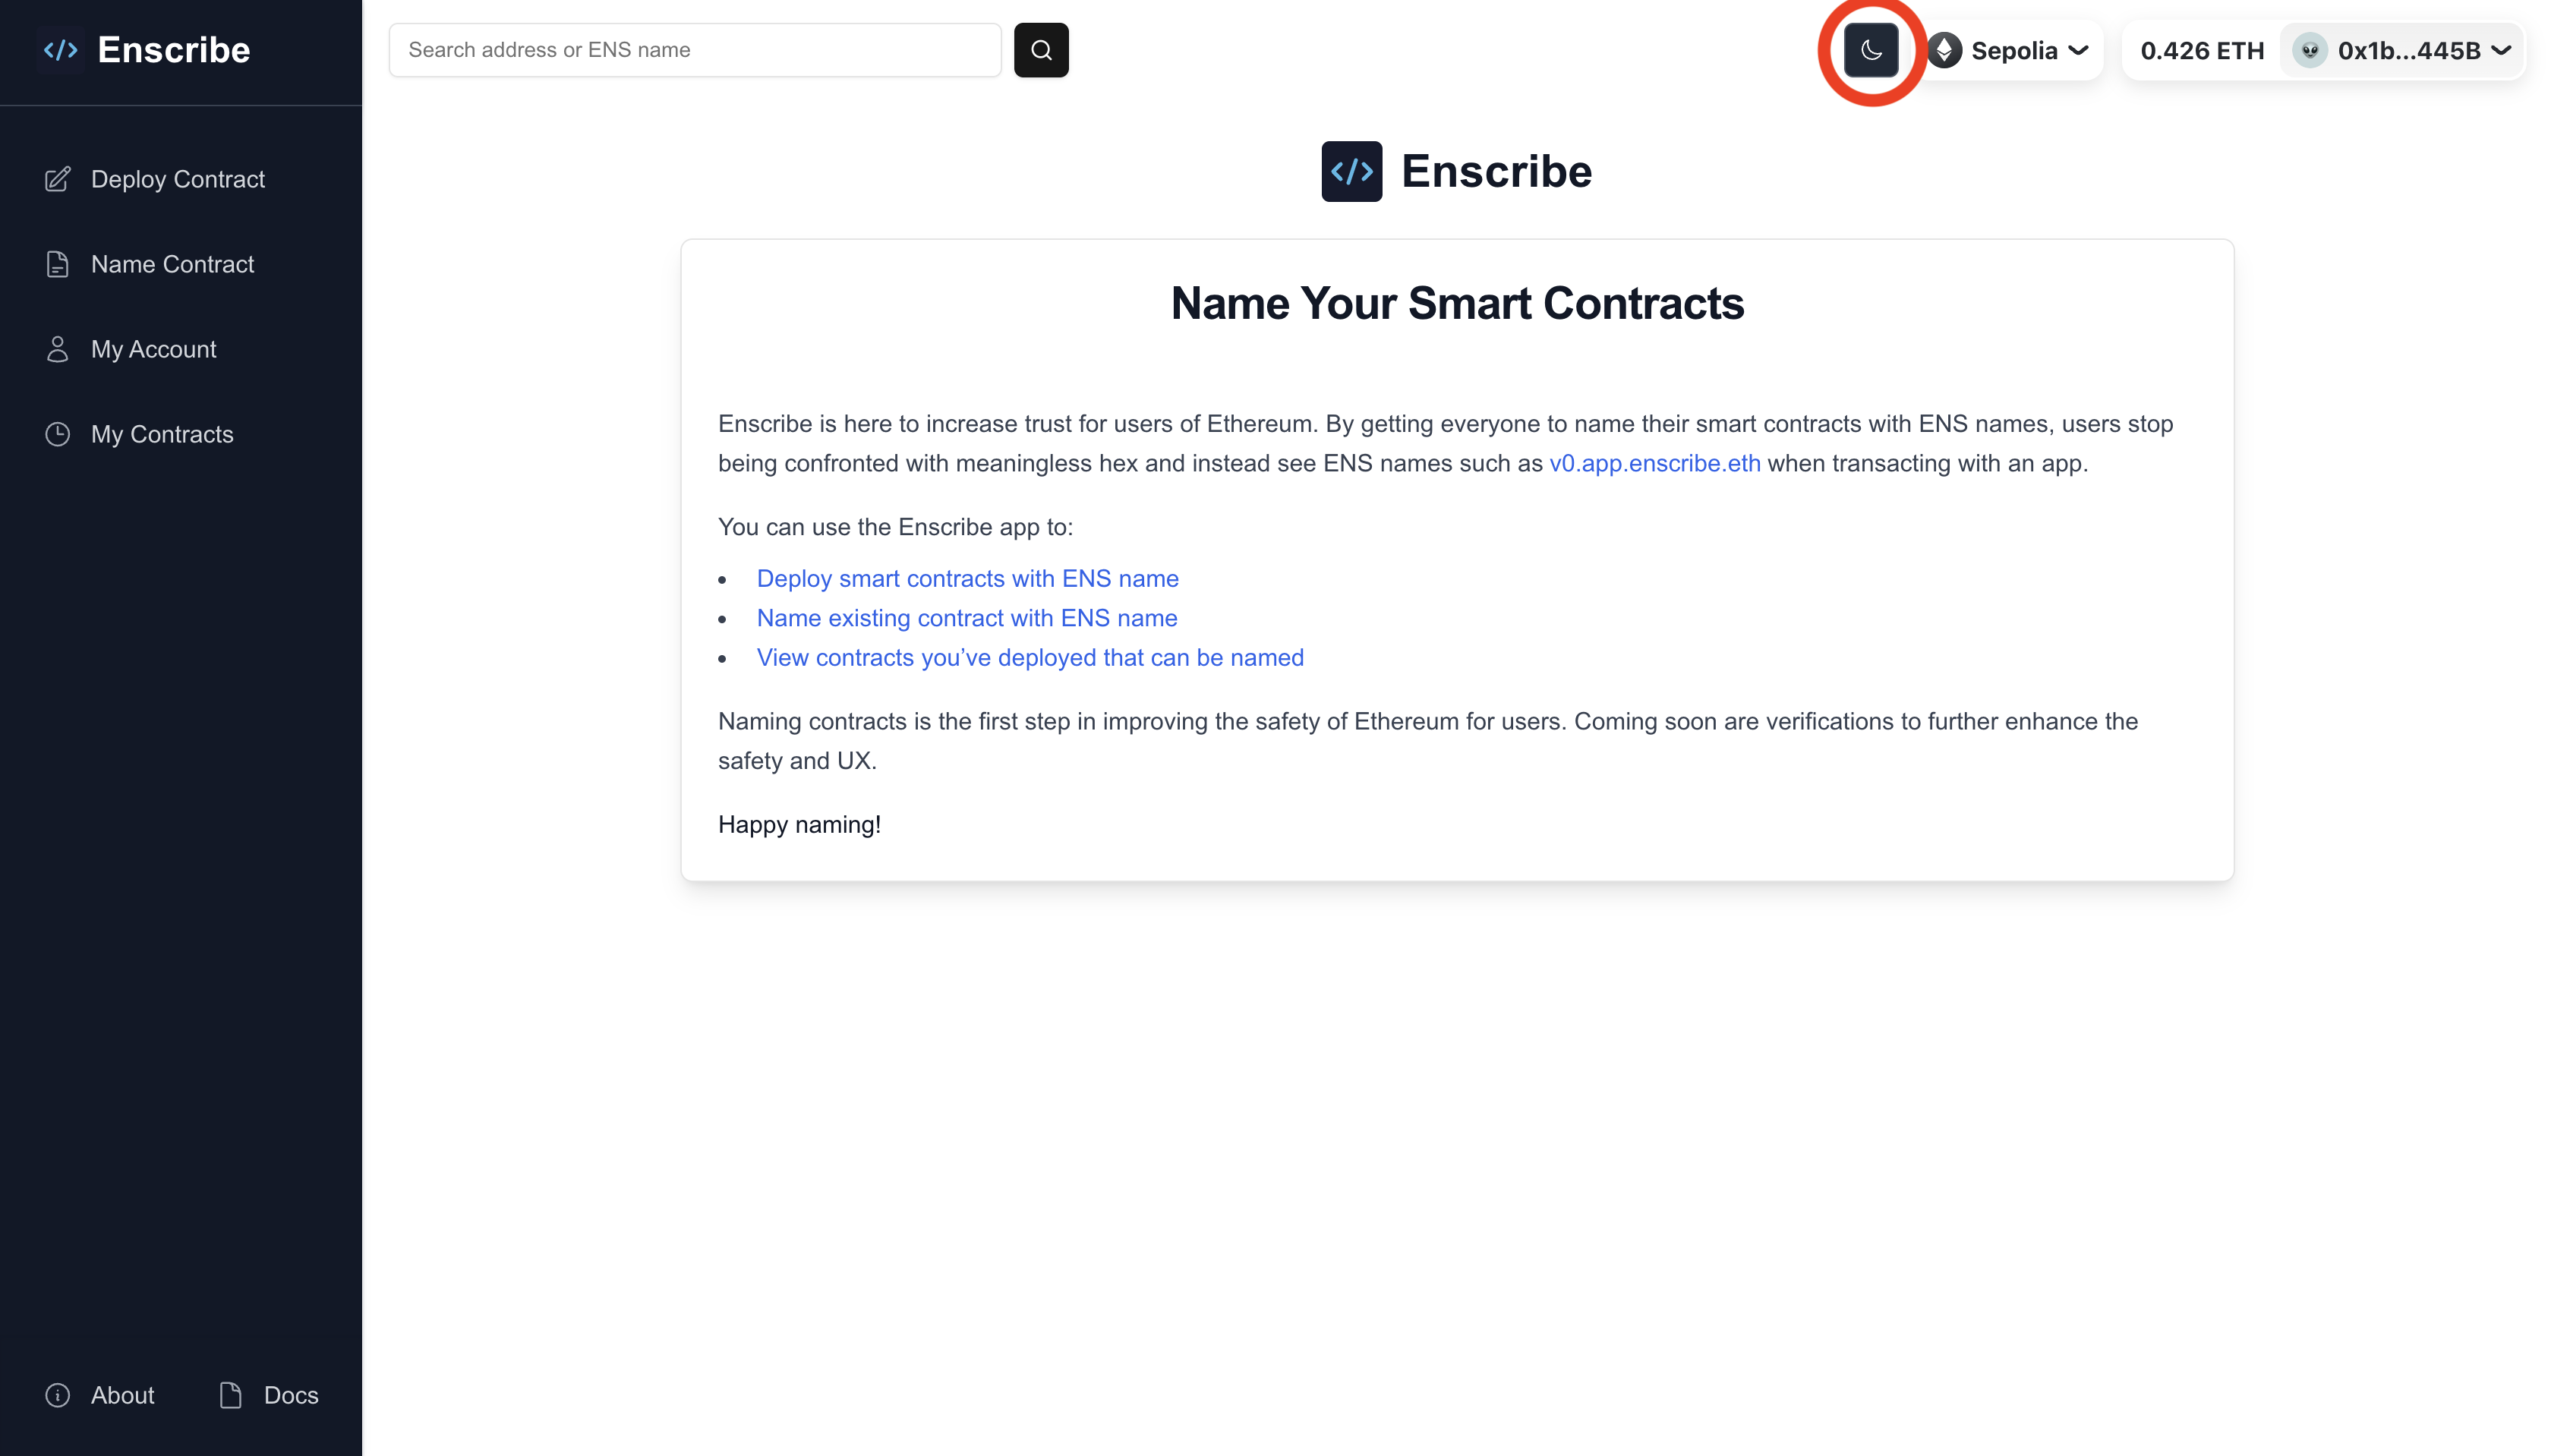 Enscribe
Search address or ENS name
Sepolia
0.426 ETH
0x1b...445B
Deploy Contract
Name Contract
My Account
My Contracts
Enscribe
Name Your Smart Contracts
Enscribe is here to increase trust for users of Ethereum. By getting everyone to name their smart contracts with ENS names, users stop
being confronted with meaningless hex and instead see ENS names such as v0.app.enscribe.eth when transacting with an app.
You can use the Enscribe app to:
• Deploy smart contracts with ENS name
• Name existing contract with ENS name
• View contracts you’ve deployed that can be named
Naming contracts is the first step in improving the safety of Ethereum for users. Coming soon are verifications to further enhance the
safety and UX.
Happy naming!
About
Docs